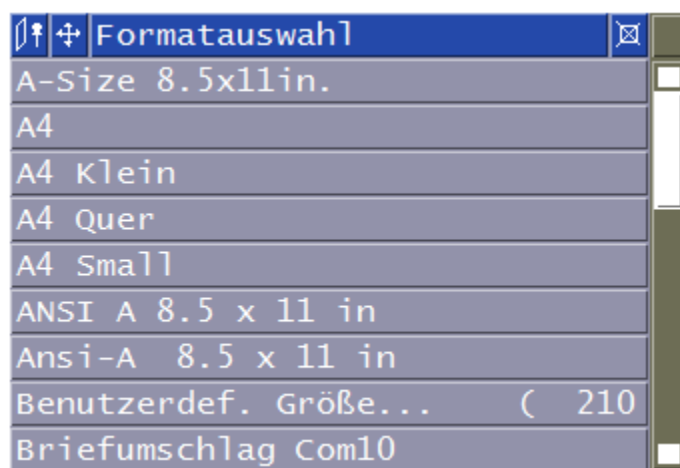 Formatauswahl
A-Size 8.5x11in.
A4
A4 Klein
A4 Quer
A4 Small
ANSI A 8.5 x 11 in
Ansi-A  8.5 x 11 in
Benutzerdef. Größe...    (  210
Briefumschlag Com10